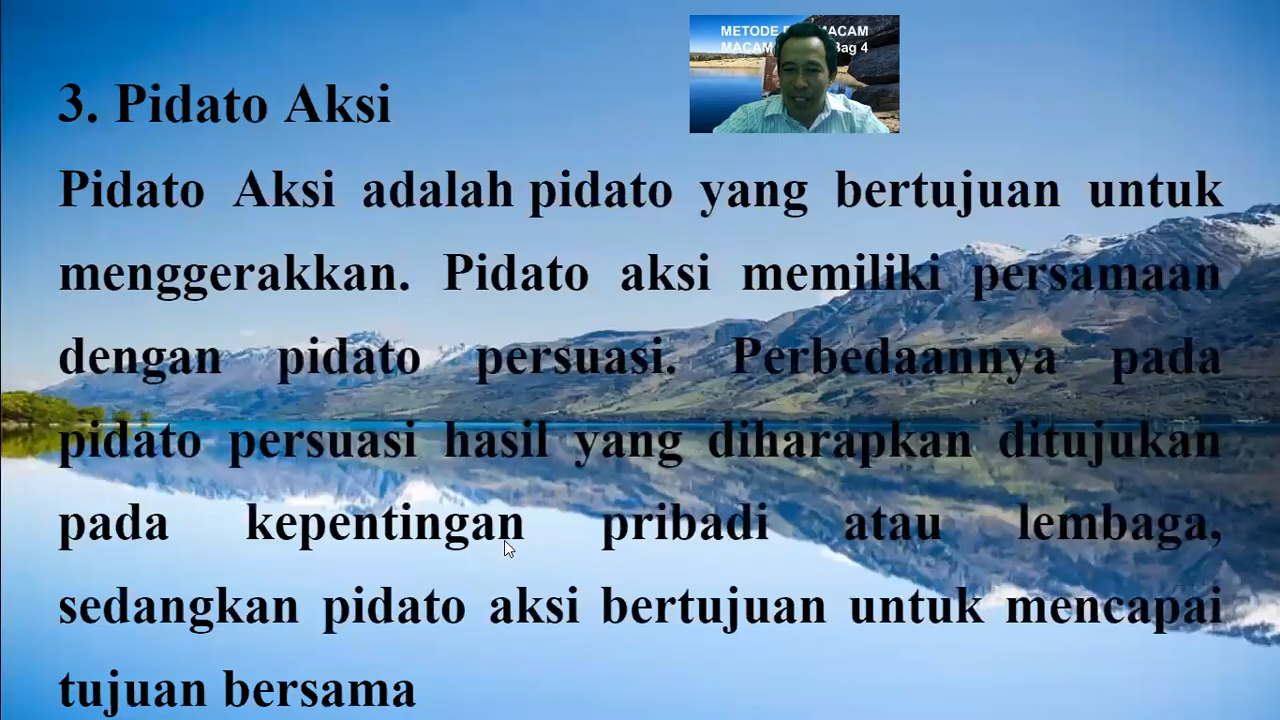 METODE MACAM
MACAM Bag 4
3. Pidato Aksi
Pidato Aksi adalah pidato yang bertujuan untuk
menggerakkan. Pidato aksi memiliki persamaan
dengan pidato persuasi. Perbedaannya pada
pidato persuasi hasil yang diharapkan ditujukan
pada kepentingan pribadi atau lembaga,
sedangkan pidato aksi bertujuan untuk mencapai
tujuan bersama